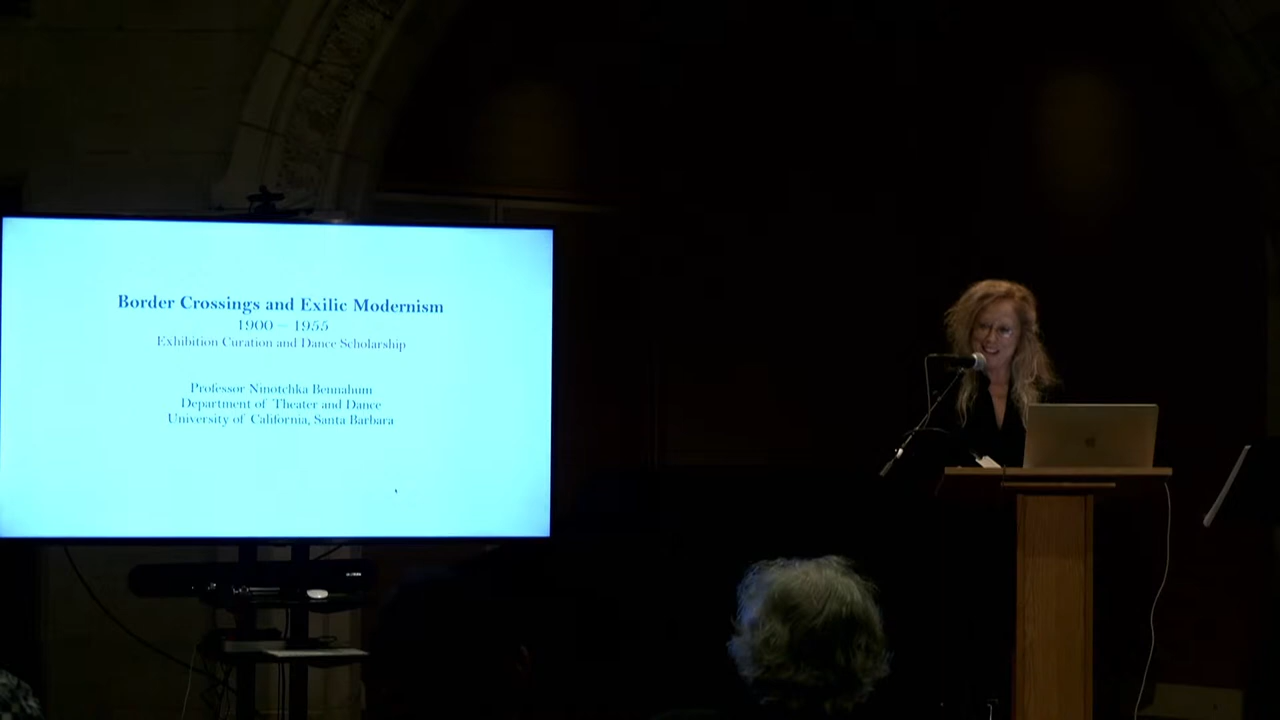 Border Crossings and Exilic Modernism
1900 – 1955
Exhibition Curation and Dance Scholarship
Professor Ninotchka Bennahum
Department of Theater and Dance
University of California, Santa Barbara